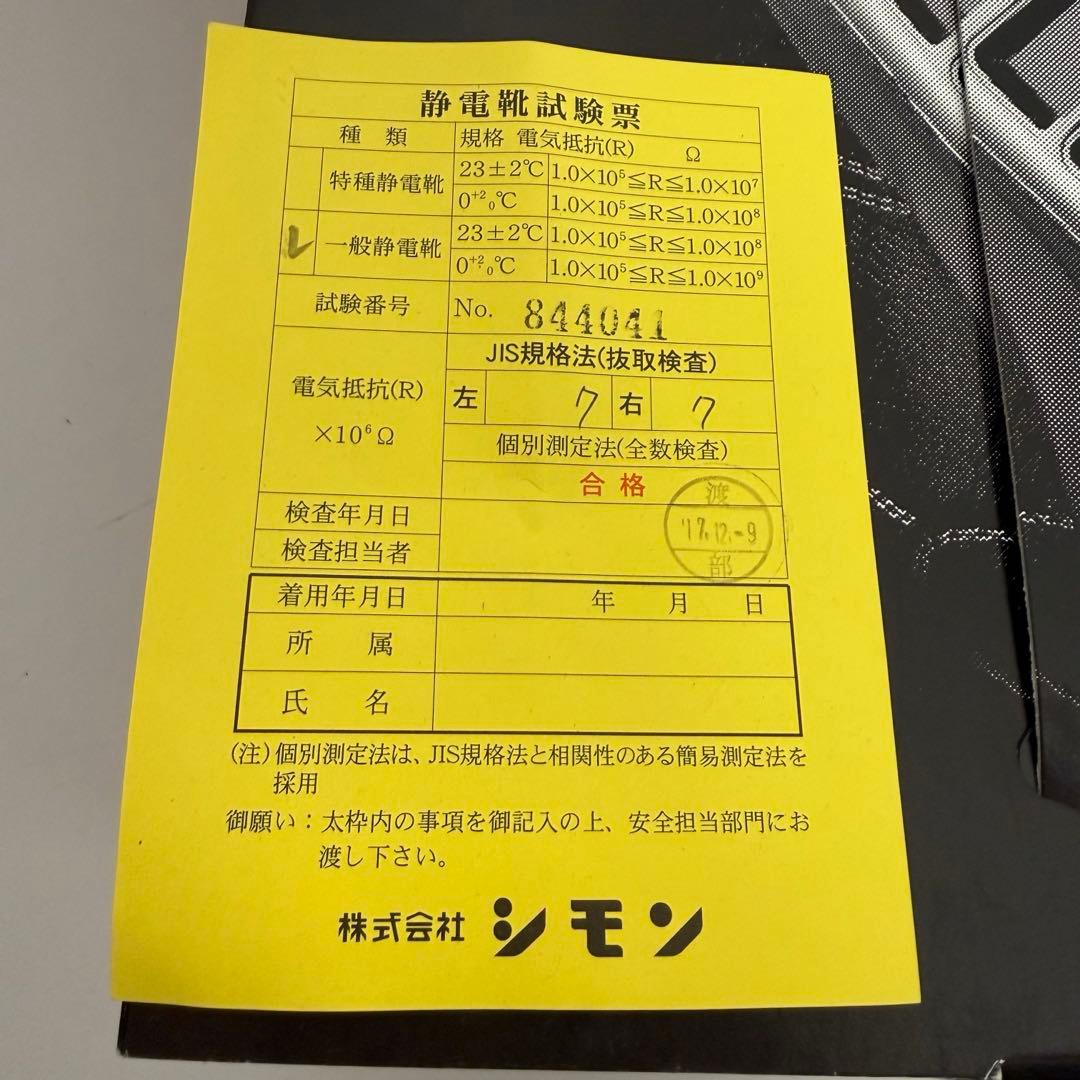 静電靴試験票
種 類 規格 電気抵抗(R) Ω
特種静電靴 23±2℃ 1.0×10⁵≦R≦1.0×10⁷
0⁺²₀℃ 1.0×10⁵≦R≦1.0×10⁸
レ 一般静電靴 23±2℃ 1.0×10⁵≦R≦1.0×10⁸
0⁺²₀℃ 1.0×10⁵≦R≦1.0×10⁹
試験番号 No. 844041
JIS規格法(抜取検査)
電気抵抗(R) 左 7 右 7
×10⁶Ω 個別測定法(全数検査)
合格
検査年月日
検査担当者
渡
'17.12.-9
部
着用年月日 年 月 日
所 属
氏 名
(注)個別測定法は、JIS規格法と相関性のある簡易測定法を
採用
御願い:太枠内の事項を御記入の上、安全担当部門にお
渡し下さい。
株式会社 シモン